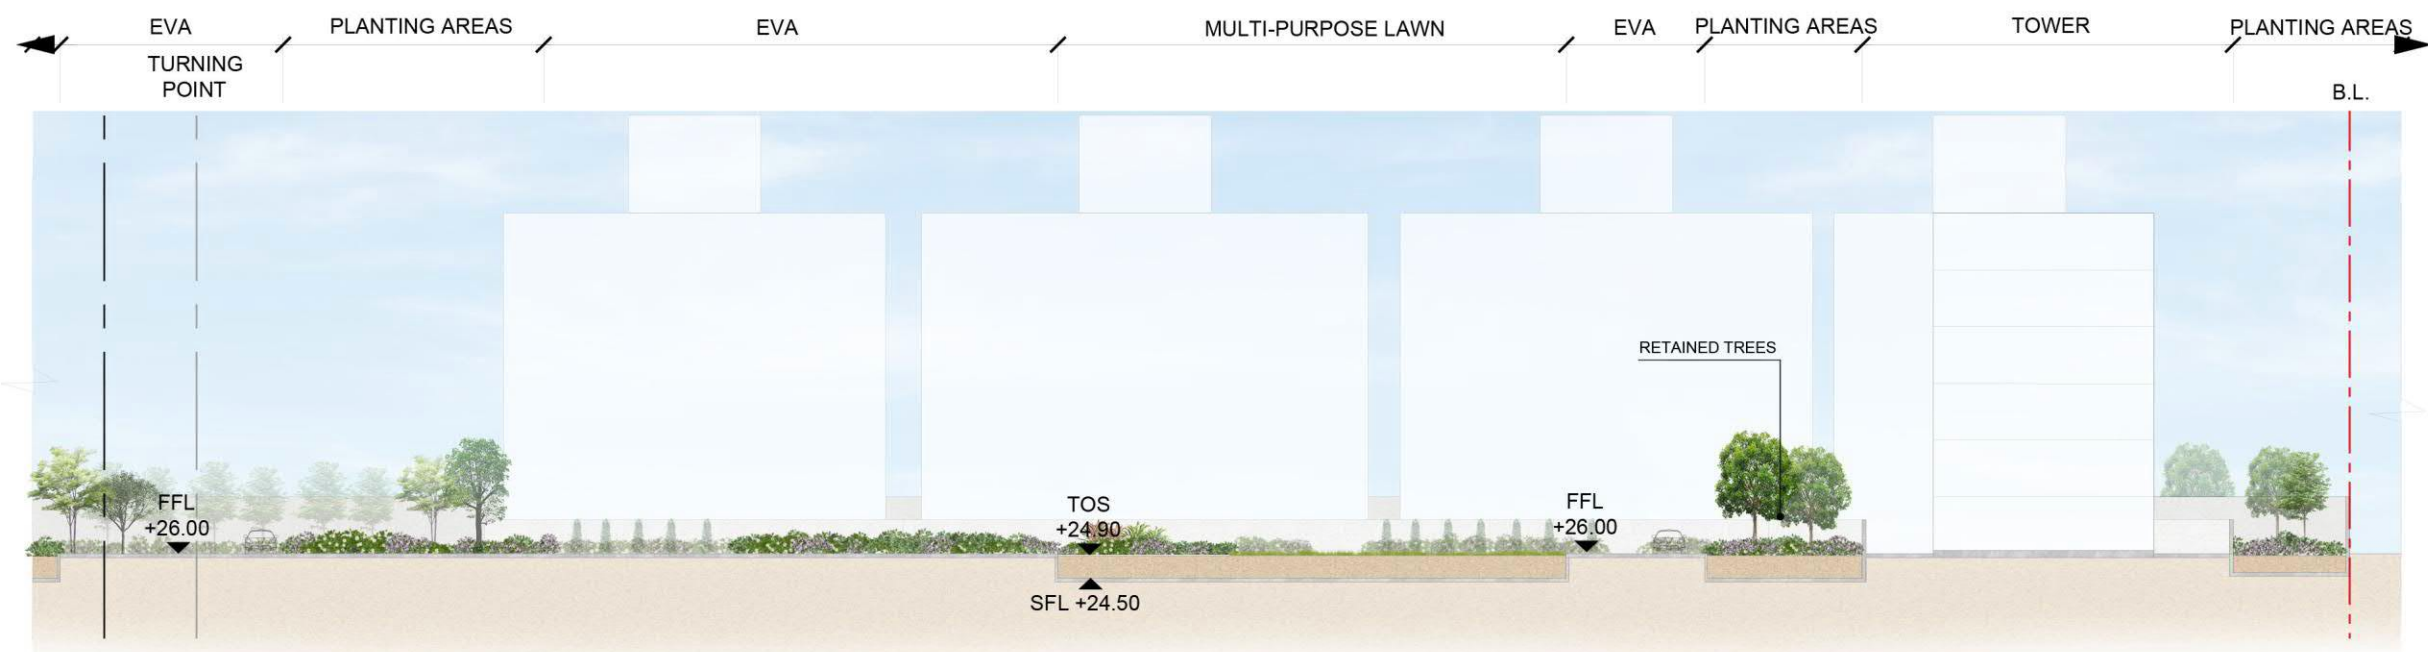 EVA
PLANTING AREAS
EVA
MULTI-PURPOSE LAWN
EVA
PLANTING AREAS
TOWER
PLANTING AREAS
TURNING
POINT
B.L.
RETAINED TREES
FFL
+26.00
TOS
+24.90
FFL
+26.00
SFL +24.50